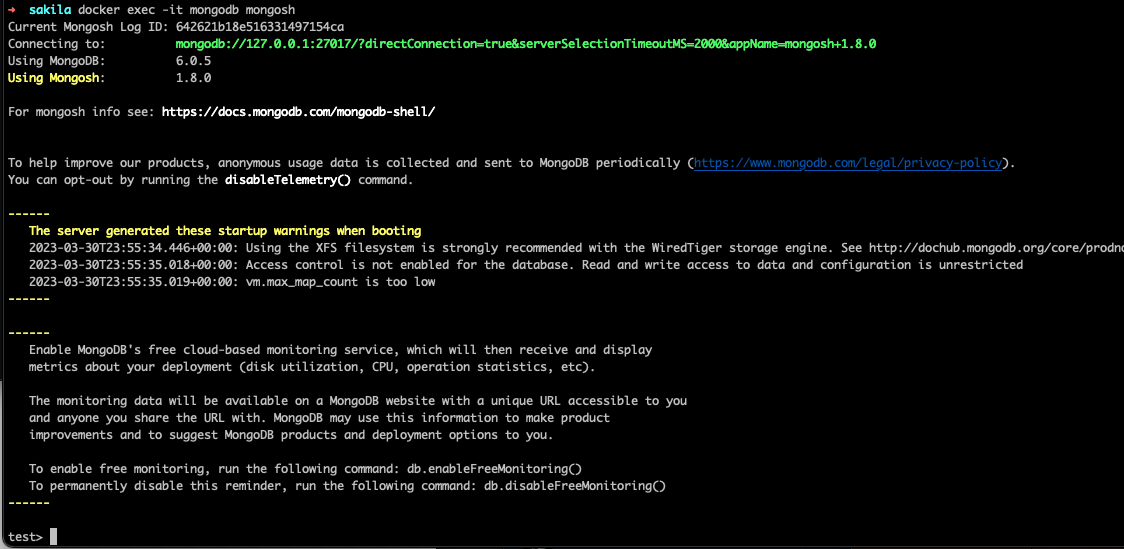 ➜ sakila docker exec -it mongodb mongosh
Current Mongosh Log ID: 642621b18e516331497154ca
Connecting to: mongodb://127.0.0.1:27017/?directConnection=true&serverSelectionTimeoutMS=2000&appName=mongosh+1.8.0
Using MongoDB: 6.0.5
Using Mongosh: 1.8.0
For mongosh info see: https://docs.mongodb.com/mongodb-shell/
To help improve our products, anonymous usage data is collected and sent to MongoDB periodically (https://www.mongodb.com/legal/privacy-policy).
You can opt-out by running the disableTelemetry() command.
------
The server generated these startup warnings when booting
2023-03-30T23:55:34.446+00:00: Using the XFS filesystem is strongly recommended with the WiredTiger storage engine. See http://dochub.mongodb.org/core/prodno
2023-03-30T23:55:35.018+00:00: Access control is not enabled for the database. Read and write access to data and configuration is unrestricted
2023-03-30T23:55:35.019+00:00: vm.max_map_count is too low
------
------
Enable MongoDB's free cloud-based monitoring service, which will then receive and display
metrics about your deployment (disk utilization, CPU, operation statistics, etc).
The monitoring data will be available on a MongoDB website with a unique URL accessible to you
and anyone you share the URL with. MongoDB may use this information to make product
improvements and to suggest MongoDB products and deployment options to you.
To enable free monitoring, run the following command: db.enableFreeMonitoring()
To permanently disable this reminder, run the following command: db.disableFreeMonitoring()
------
test>